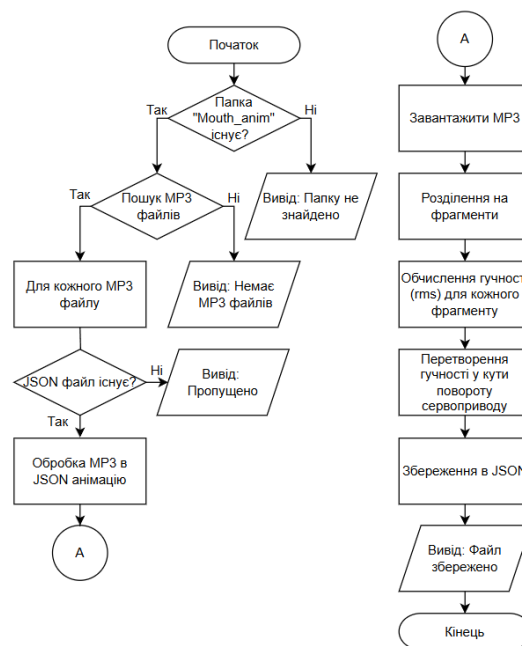 Початок
Так
Папка
"Mouth_anim"
існує?
Ні
Так
Пошук MP3
файлів
Ні
Вивід: Папку не
знайдено
Для кожного MP3
файлу
Вивід: Немає
MP3 файлів
JSON файл існує?
Ні
Вивід:
Пропущено
Так
Обробка MP3 в
JSON анімацію
A
A
Завантажити MP3
Розділення на
фрагменти
Обчислення гучност
(rms) для кожного
фрагменту
Перетворення
гучності у кути
повороту
сервоприводу
Збереження в JSON
Вивід: Файл
збережено
Кінець